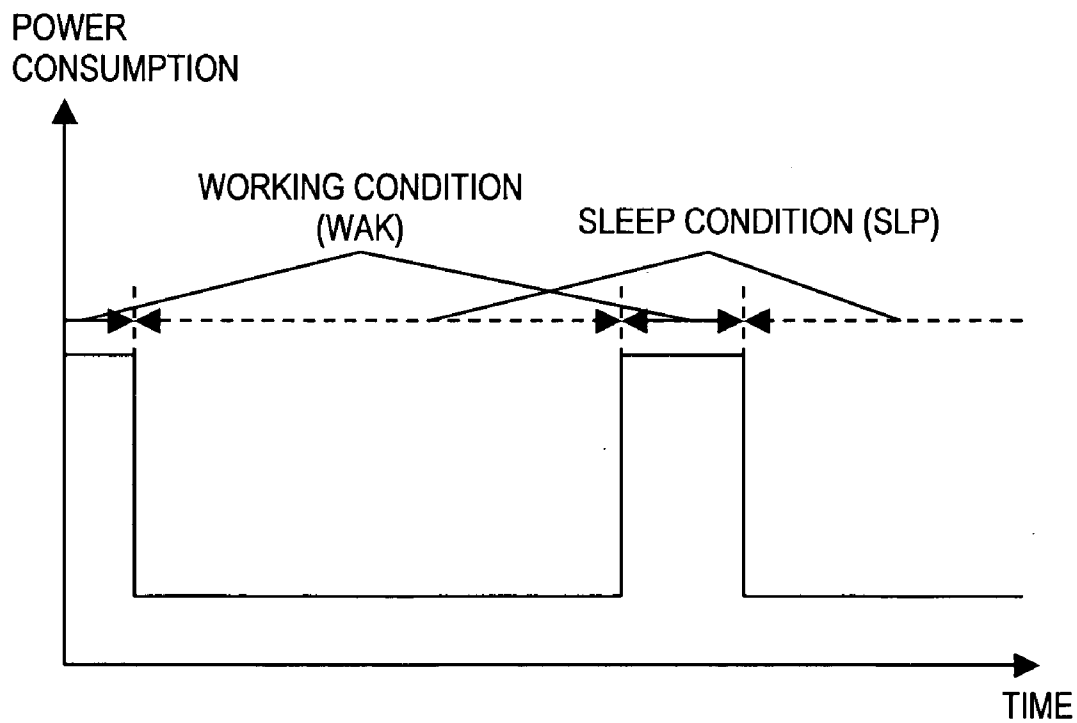 POWER
CONSUMPTION
WORKING CONDITION
(WAK)
SLEEP CONDITION (SLP)
TIME